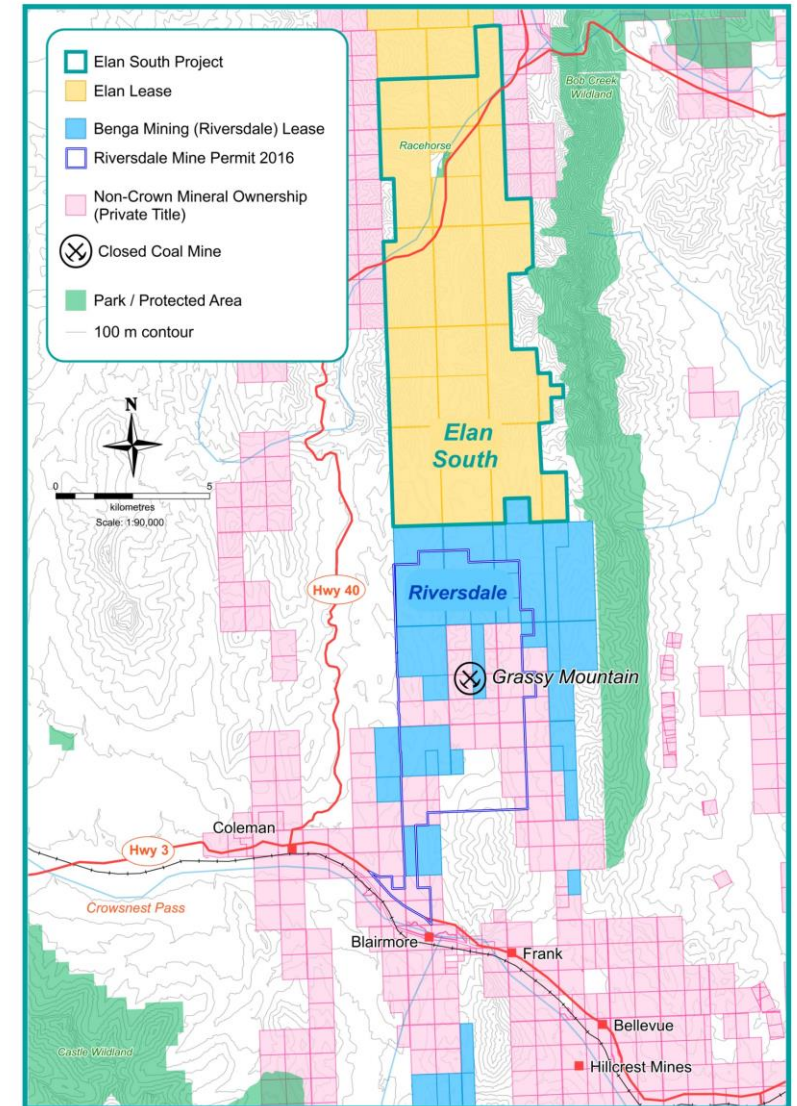 Elan South Project
Elan Lease
Benga Mining (Riversdale) Lease
Riversdale Mine Permit 2016
Non-Crown Mineral Ownership
(Private Title)
Closed Coal Mine
Park / Protected Area
100 m contour
Bob Creek
Wildland
Racehorse
N
0
5
kilometres
Scale: 1:90,000
Elan
South
Hwy 40
Riversdale
Grassy Mountain
Coleman
Hwy 3
Crowsnest Pass
Blairmore
Frank
Bellevue
Castle Wildland
Hillcrest Mines